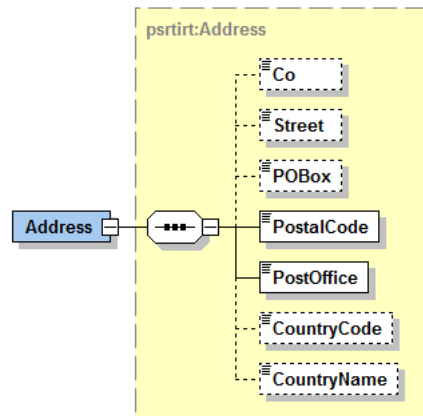 psrtirt:Address
Co
Street
POBox
Address
PostalCode
PostOffice
CountryCode
CountryName